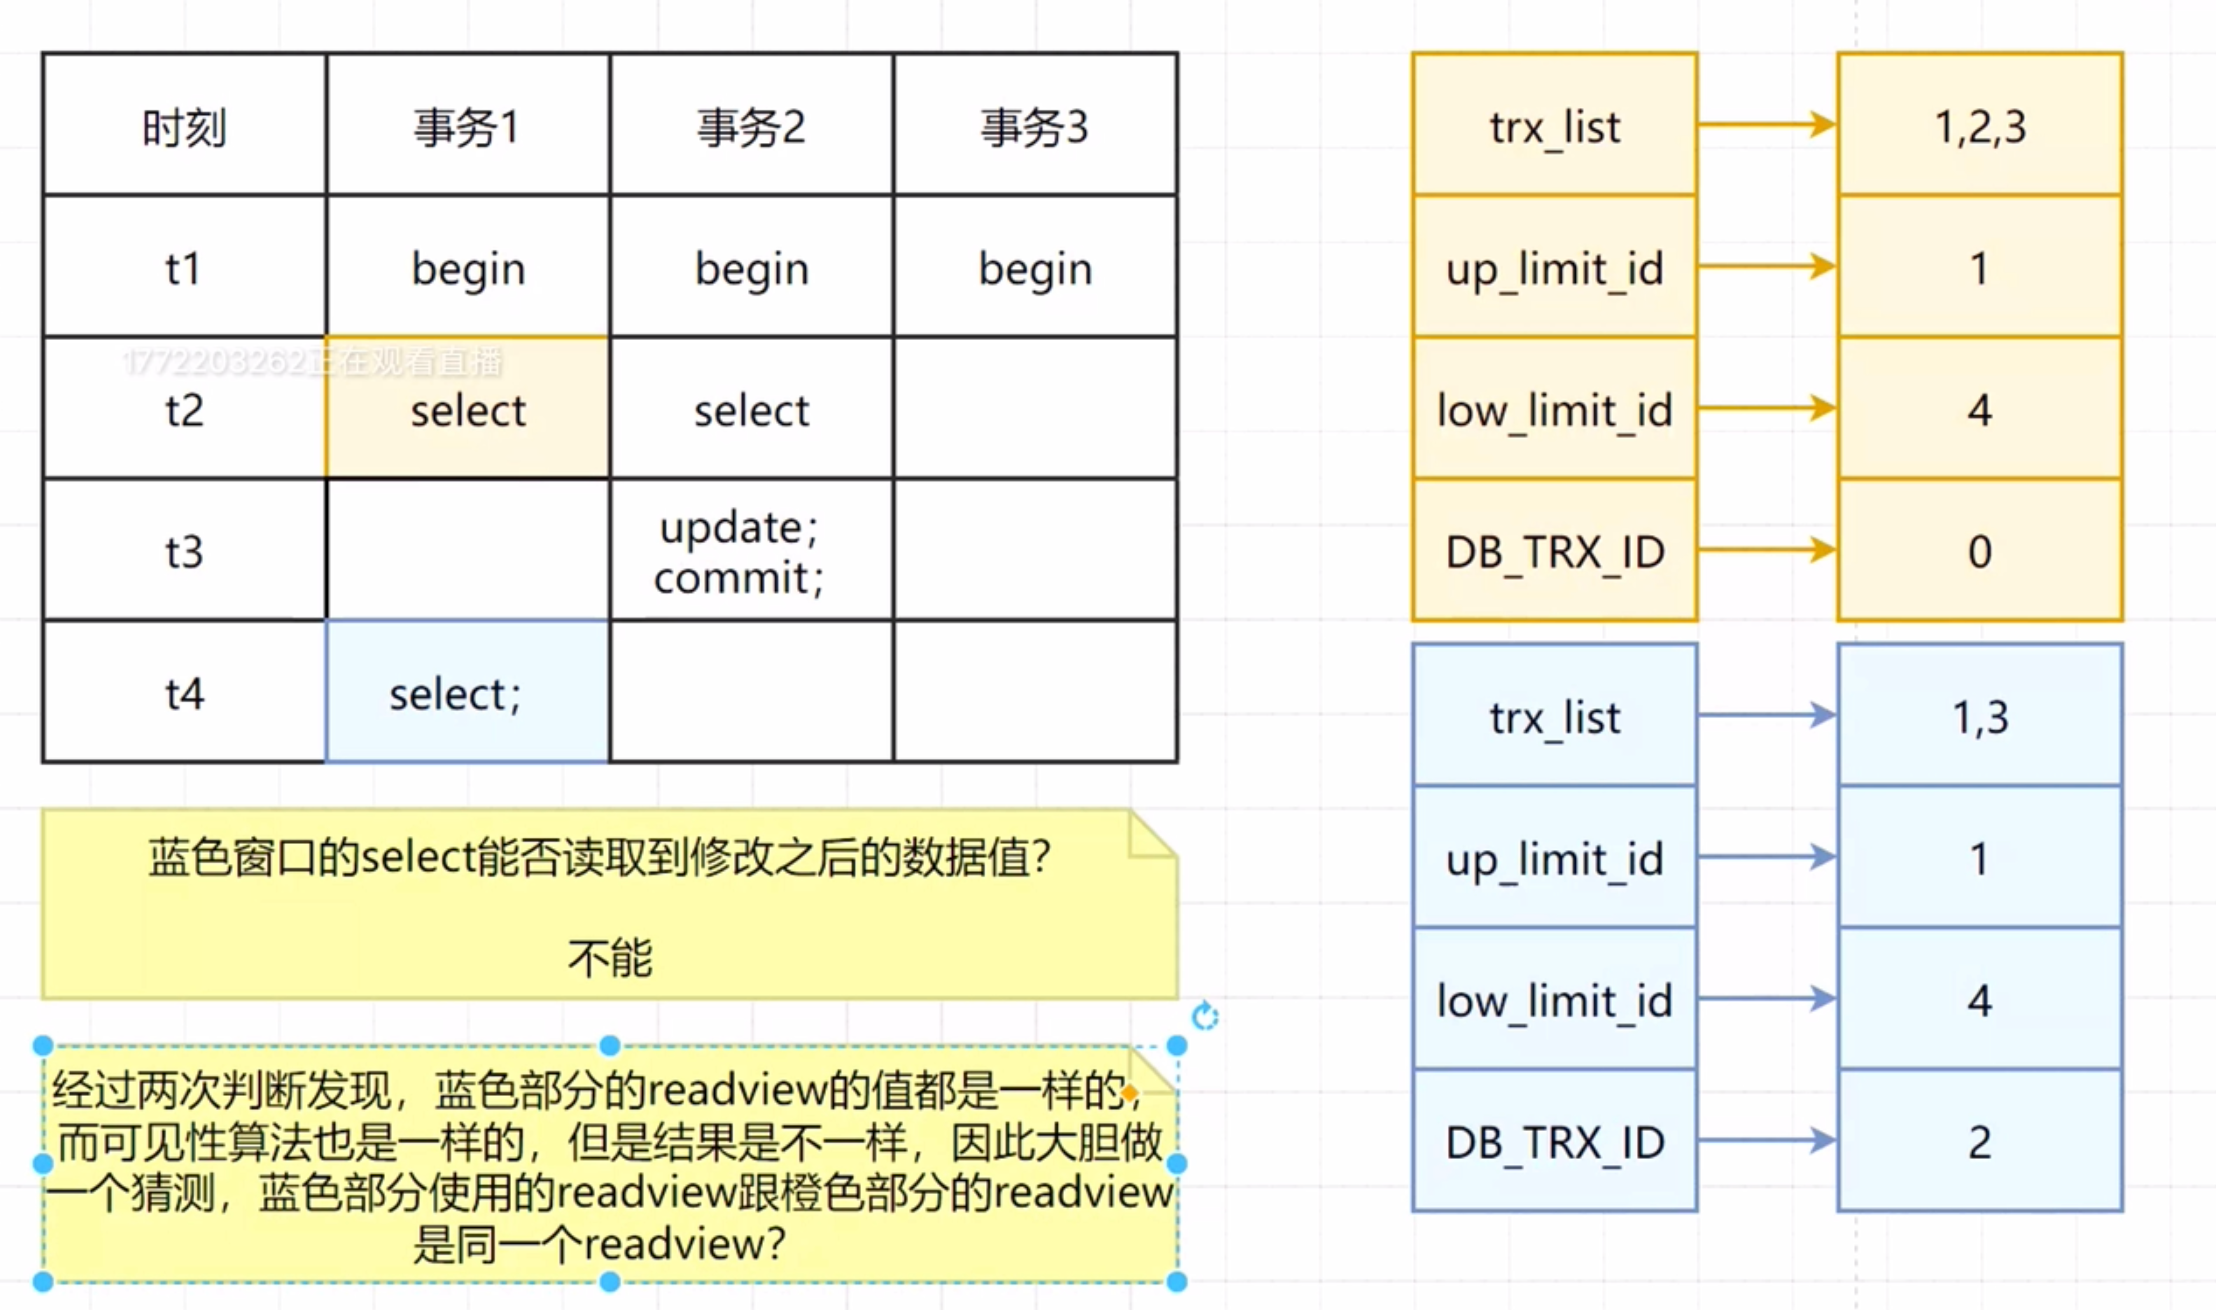 时刻 事务1 事务2 事务3
t1 begin begin begin
1772203262正在观看直播
t2 select select
t3 update；
commit；
t4 select；
蓝色窗口的select能否读取到修改之后的数据值？
不能
经过两次判断发现，蓝色部分的readview的值都是一样的，
而可见性算法也是一样的，但是结果是不一样，因此大胆做
一个猜测，蓝色部分使用的readview跟橙色部分的readview
是同一个readview？
trx_list 1,2,3
up_limit_id 1
low_limit_id 4
DB_TRX_ID 0
trx_list 1,3
up_limit_id 1
low_limit_id 4
DB_TRX_ID 2